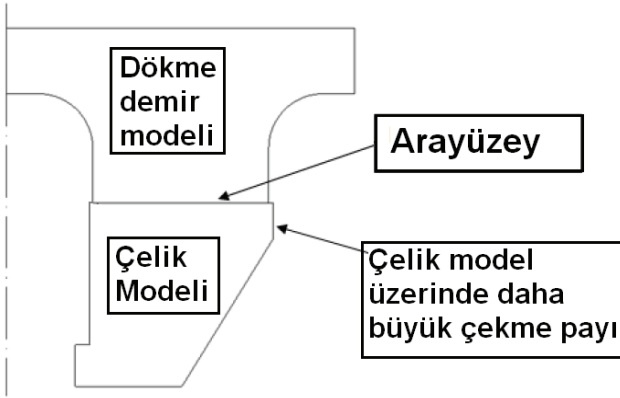 Dökme
demir
modeli
Arayüzey
Çelik
Modeli
Çelik model
üzerinde daha
büyük çekme payı